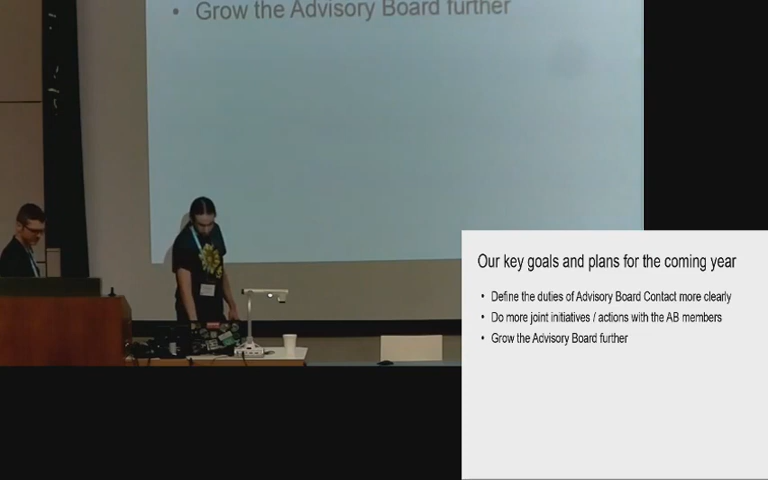 • Grow the Advisory Board further
Our key goals and plans for the coming year
• Define the duties of Advisory Board Contact more clearly
• Do more joint initiatives / actions with the AB members
• Grow the Advisory Board further